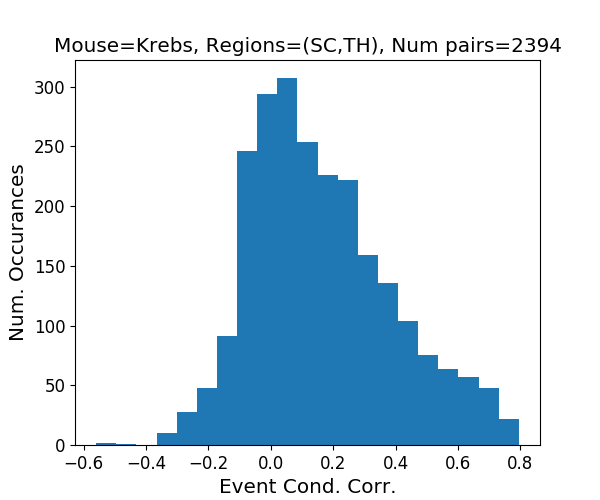 Mouse=Krebs, Regions=(SC,TH), Num pairs=2394
Num. Occurances
300
250
200
150
100
50
0
−0.6 −0.4 −0.2 0.0 0.2 0.4 0.6 0.8
Event Cond. Corr.